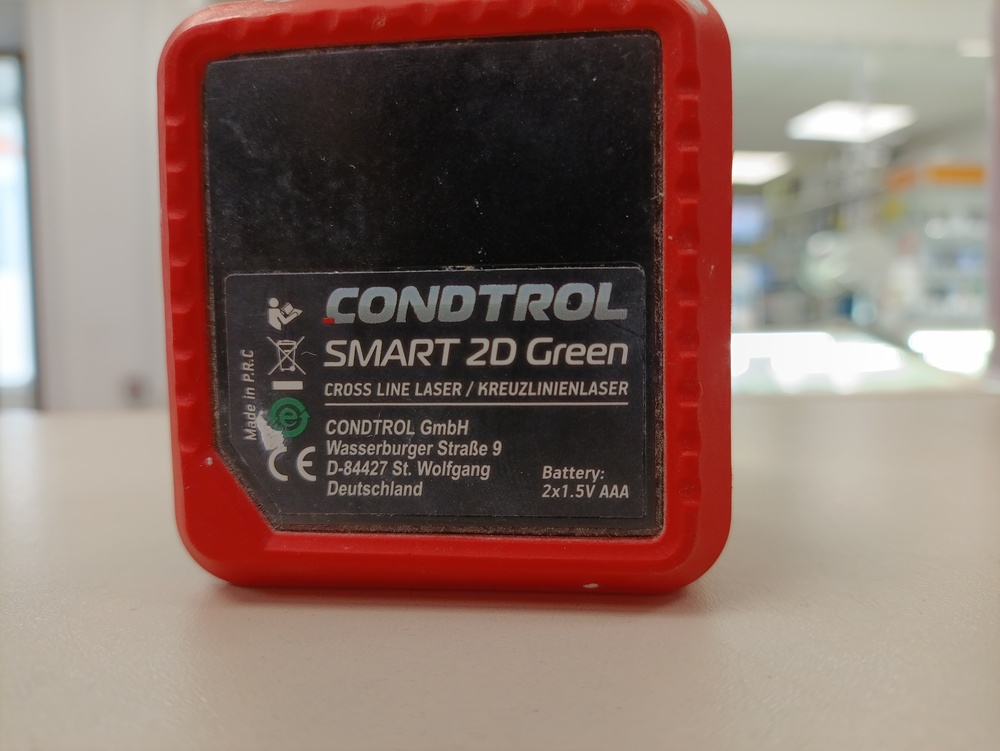 CONDTROL
SMART 2D Green
CROSS LINE LASER / KREUZLINIENLASER
CONDTROL GmbH
Wasserburger Straße 9
D-84427 St. Wolfgang
Deutschland
Battery:
2x1.5V AAA
Made in P.R.C
e
CE